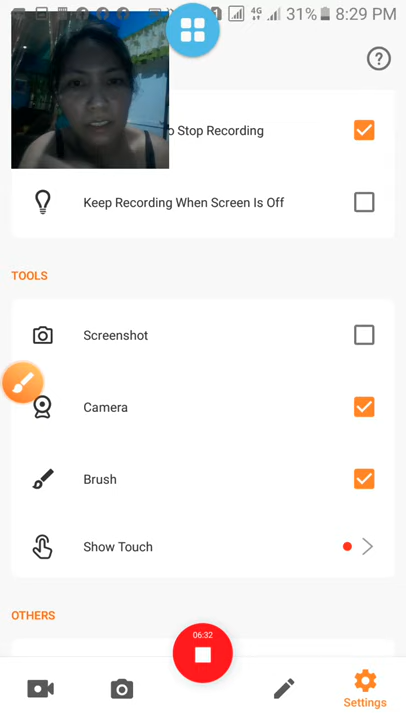 1
4G
31%
8:29 PM
?
o Stop Recording
Keep Recording When Screen Is Off
TOOLS
Screenshot
Camera
Brush
Show Touch
OTHERS
06:32
Settings